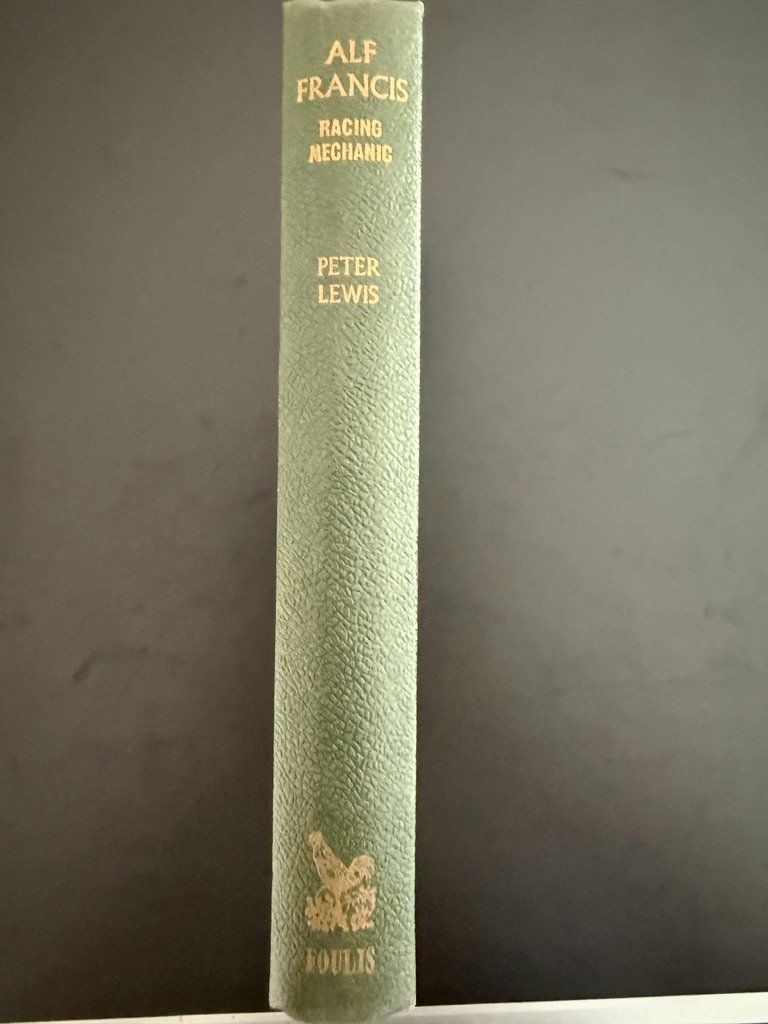 ALF
FRANCIS
RACING
MECHANIC
PETER
LEWIS
FOULIS